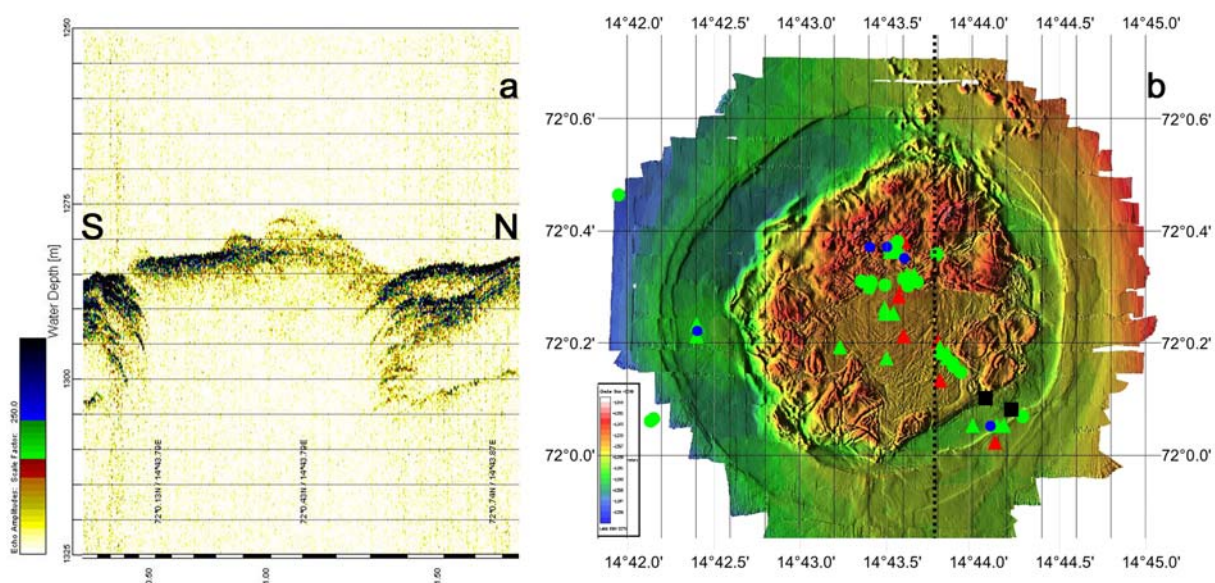 a
S
N
1250
1275
1300
1325
Water Depth [m]
Echo Amplitudes: Scale Factor: 250.0
72°0.13N / 14°43.79E
72°0.43N / 14°43.79E
72°0.74N / 14°43.87E
0.50
1.00
1.50
14°42.0' 14°42.5' 14°43.0' 14°43.5' 14°44.0' 14°44.5' 14°45.0'
b
72°0.6' 72°0.6'
72°0.4' 72°0.4'
72°0.2' 72°0.2'
72°0.0' 72°0.0'
14°42.0' 14°42.5' 14°43.0' 14°43.5' 14°44.0' 14°44.5' 14°45.0'